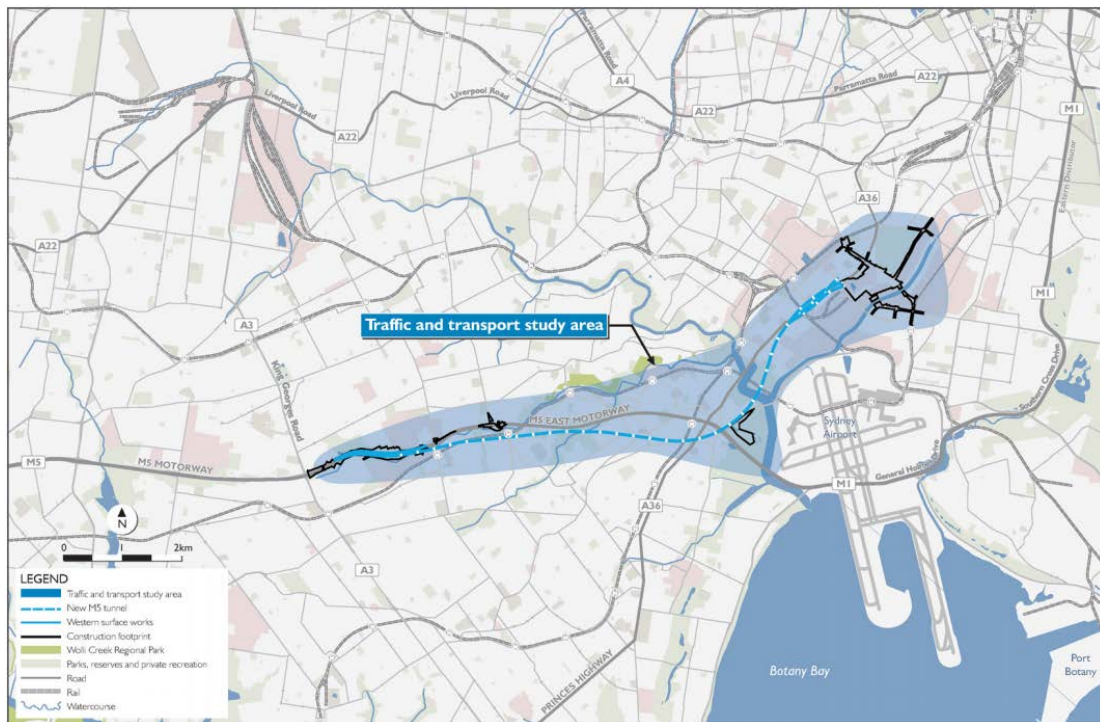 Parramatta Road
A4
A22
Parramatta Road
Liverpool Road
Liverpool Road
A22
M1
Eastern Distributor
A36
A22
A3
King Georges Road
Traffic and transport study area
M1
Southern Cross Drive
M5 EAST MOTORWAY
Sydney
Airport
M5
M5 MOTORWAY
General Holmes Drive
M1
N
A36
0 1 2km
A3
LEGEND
Traffic and transport study area
New M5 tunnel
Western surface works
Construction footprint
Wolli Creek Regional Park
Parks, reserves and private recreation
Road
Rail
Watercourse
PRINCES HIGHWAY
Botany Bay
Port
Botany